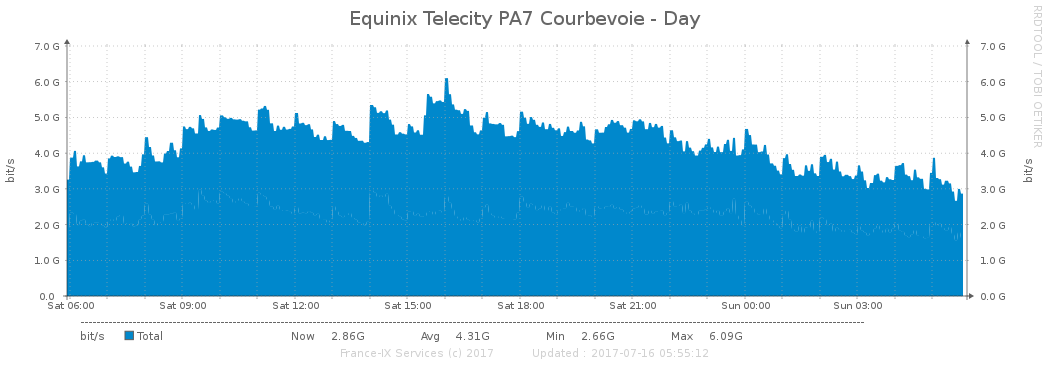 Equinix Telecity PA7 Courbevoie - Day
RRDTOOL / TOBI OETIKER
bit/s
7.0 G 7.0 G
6.0 G 6.0 G
5.0 G 5.0 G
4.0 G 4.0 G
3.0 G 3.0 G
2.0 G 2.0 G
1.0 G 1.0 G
0.0 0.0 G
bit/s
Sat 06:00 Sat 09:00 Sat 12:00 Sat 15:00 Sat 18:00 Sat 21:00 Sun 00:00 Sun 03:00
bit/s Total Now 2.86G Avg 4.31G Min 2.66G Max 6.09G
France-IX Services (c) 2017 Updated : 2017-07-16 05:55:12